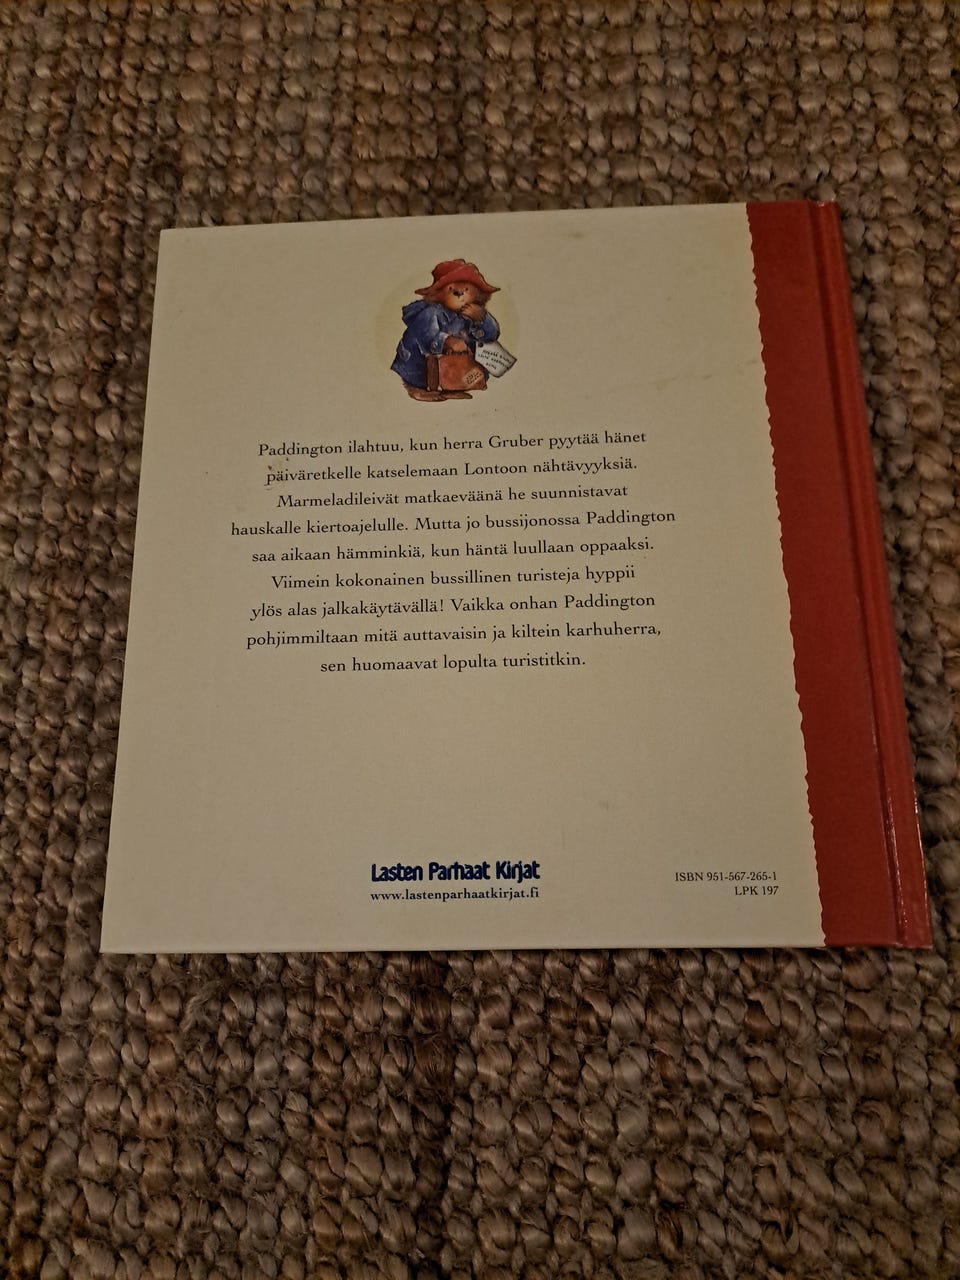 Paddington ilahtuu, kun herra Gruber pyytää hänet
päiväretkelle katselemaan Lontoon nähtävyyksiä.
Marmeladileivät matkaeväänä he suunnistavat
hauskalle kiertoajelulle. Mutta jo bussijonossa Paddington
saa aikaan hämminkiä, kun häntä luullaan oppaaksi.
Viimein kokonainen bussillinen turisteja hyppii
ylös alas jalkakäytävällä! Vaikka onhan Paddington
pohjimmiltaan mitä auttavaisin ja kiltein karhuherra,
sen huomaavat lopulta turistitkin.
Lasten Parhaat Kirjat
www.lastenparhaatkirjat.fi
ISBN 951-567-265-1
LPK 197